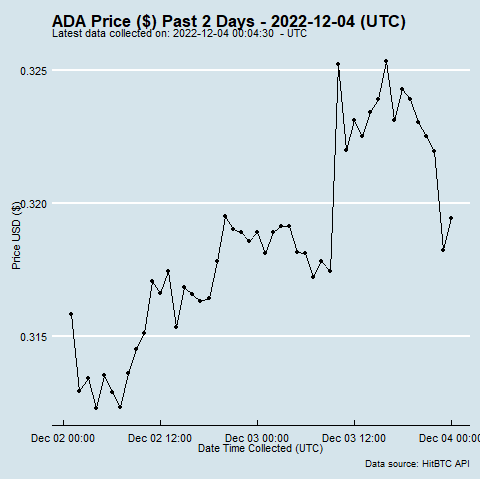 ADA Price ($) Past 2 Days - 2022-12-04 (UTC)
Latest data collected on: 2022-12-04 00:04:30  - UTC
0.325
0.320
Price USD ($)
0.315
Dec 02 00:00 Dec 02 12:00 Dec 03 00:00 Dec 03 12:00 Dec 04 00:00
Date Time Collected (UTC)
Data source: HitBTC API